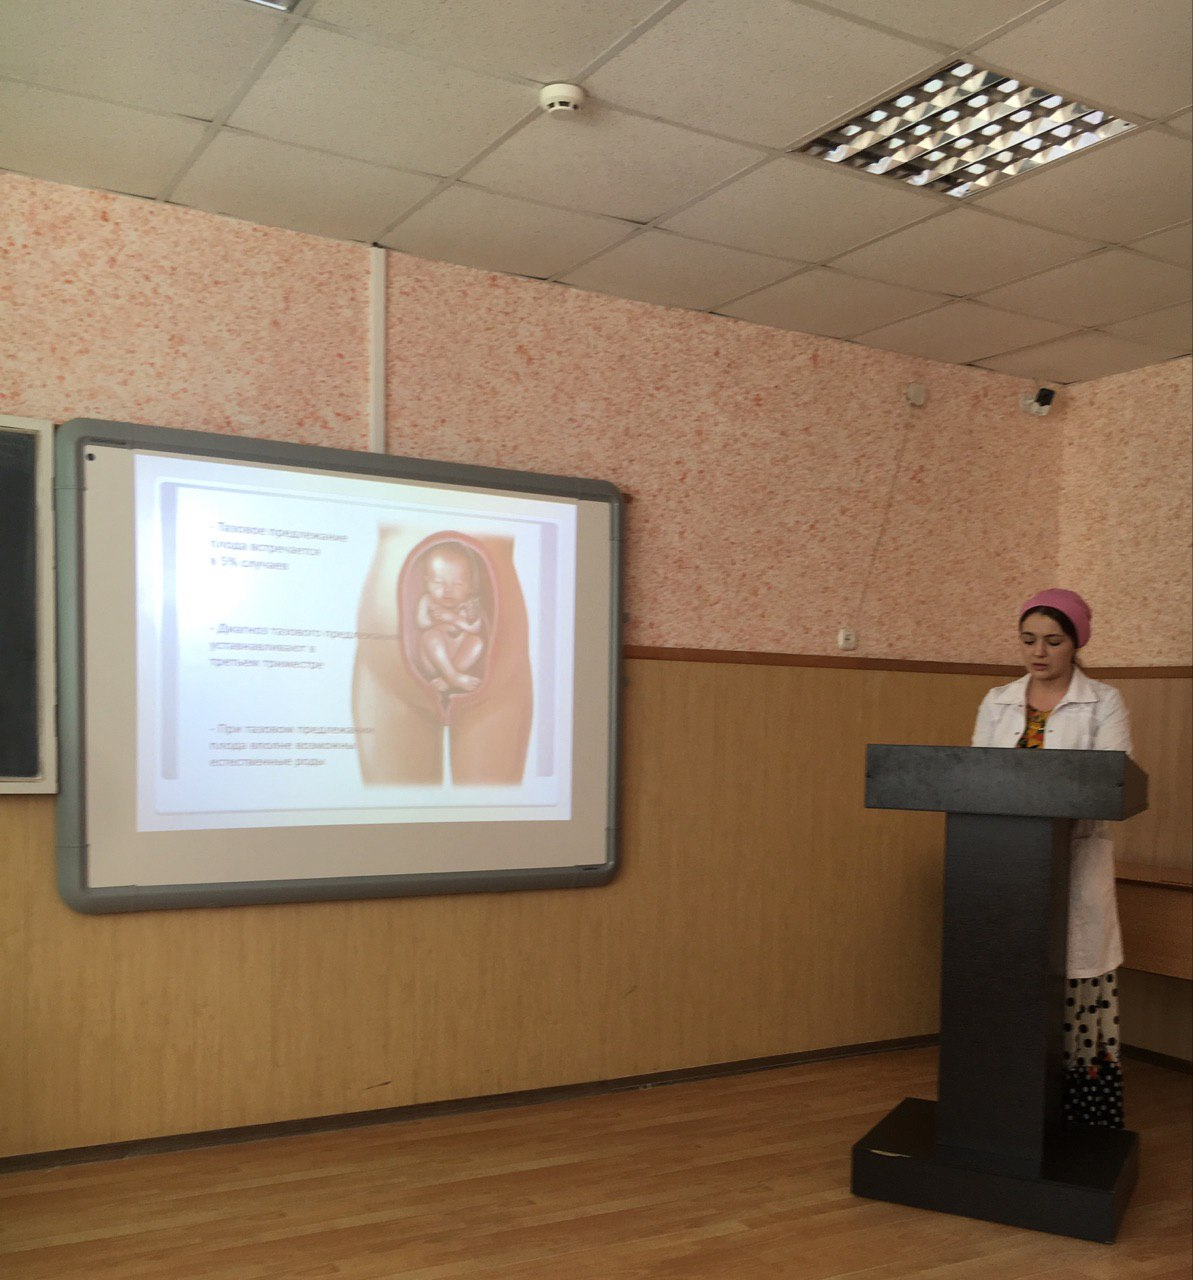 - Тазовое предлежание
плода встречается
в 5% случаев
- Диагноз тазового предлежания
устанавливают в
третьем триместре
- При тазовом предлежании
плода вполне возможны
естественные роды